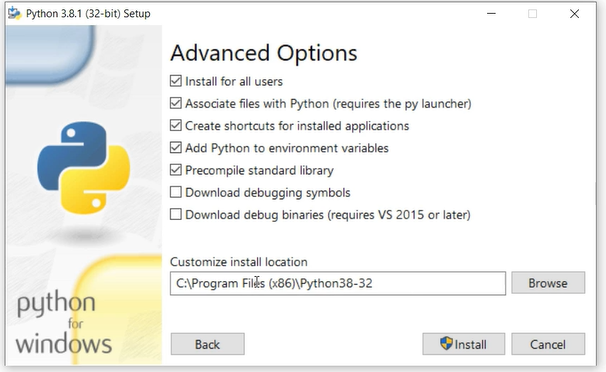 Python 3.8.1 (32-bit) Setup
Advanced Options
Install for all users
Associate files with Python (requires the py launcher)
Create shortcuts for installed applications
Add Python to environment variables
Precompile standard library
Download debugging symbols
Download debug binaries (requires VS 2015 or later)
Customize install location
C:\Program Files (x86)\Python38-32
Browse
python
for
windows
Back
Install
Cancel